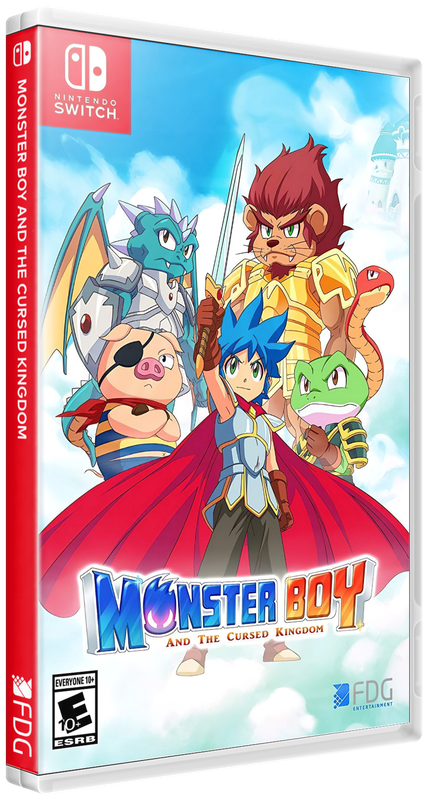 NINTENDO
SWITCH
MONSTER BOY AND THE CURSED KINGDOM
MONSTER BOY
AND THE CURSED KINGDOM
EVERYONE 10+
E
10+
ESRB
FDG
ENTERTAINMENT
FDG